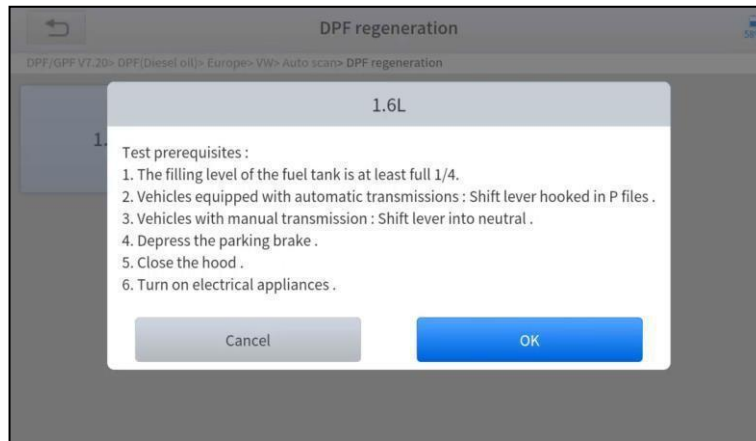 DPF regeneration
DPF/GPF V7.20> DPF(Diesel oil)> Europe> VW> Auto scan> DPF regeneration
1.6L
1.
Test prerequisites :
1. The filling level of the fuel tank is at least full 1/4.
2. Vehicles equipped with automatic transmissions : Shift lever hooked in P files .
3. Vehicles with manual transmission : Shift lever into neutral .
4. Depress the parking brake .
5. Close the hood .
6. Turn on electrical appliances .
Cancel
OK